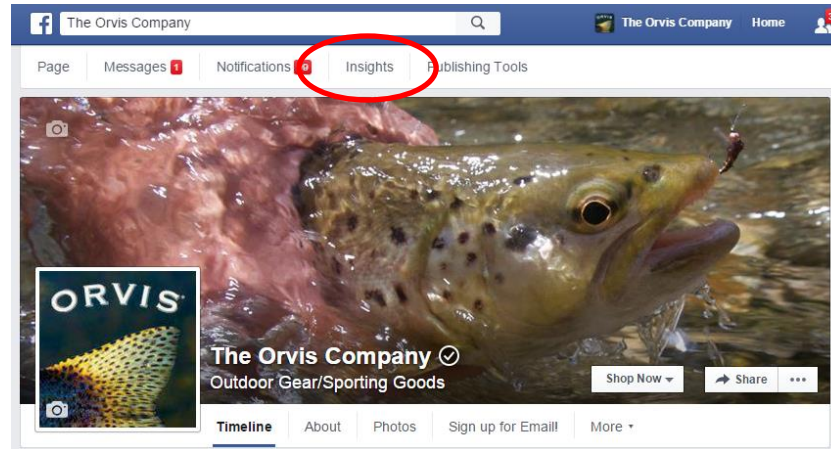 The Orvis Company
The Orvis Company Home
Page Messages 1 Notifications Insights Publishing Tools
ORVIS
The Orvis Company
Outdoor Gear/Sporting Goods
Shop Now Share
Timeline About Photos Sign up for Email! More